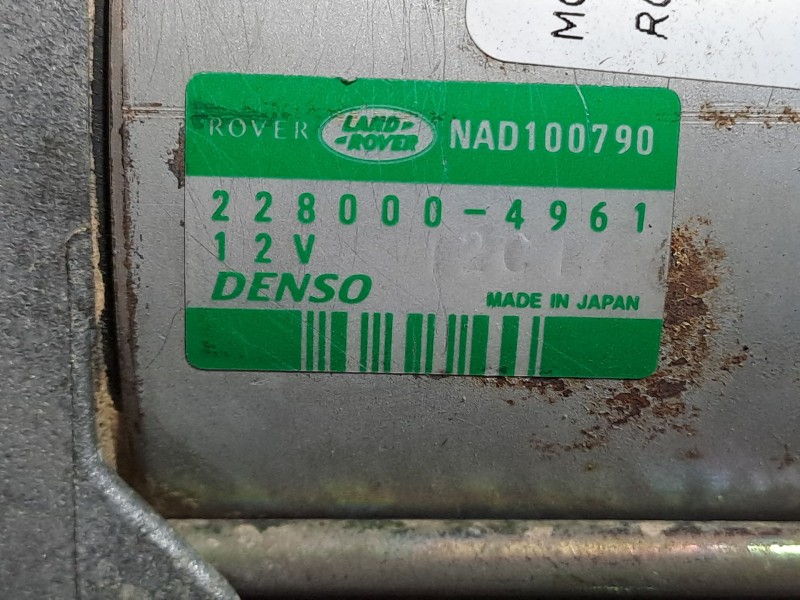 ROVER LAND ROVER NAD100790
228000-4961
12V
DENSO MADE IN JAPAN